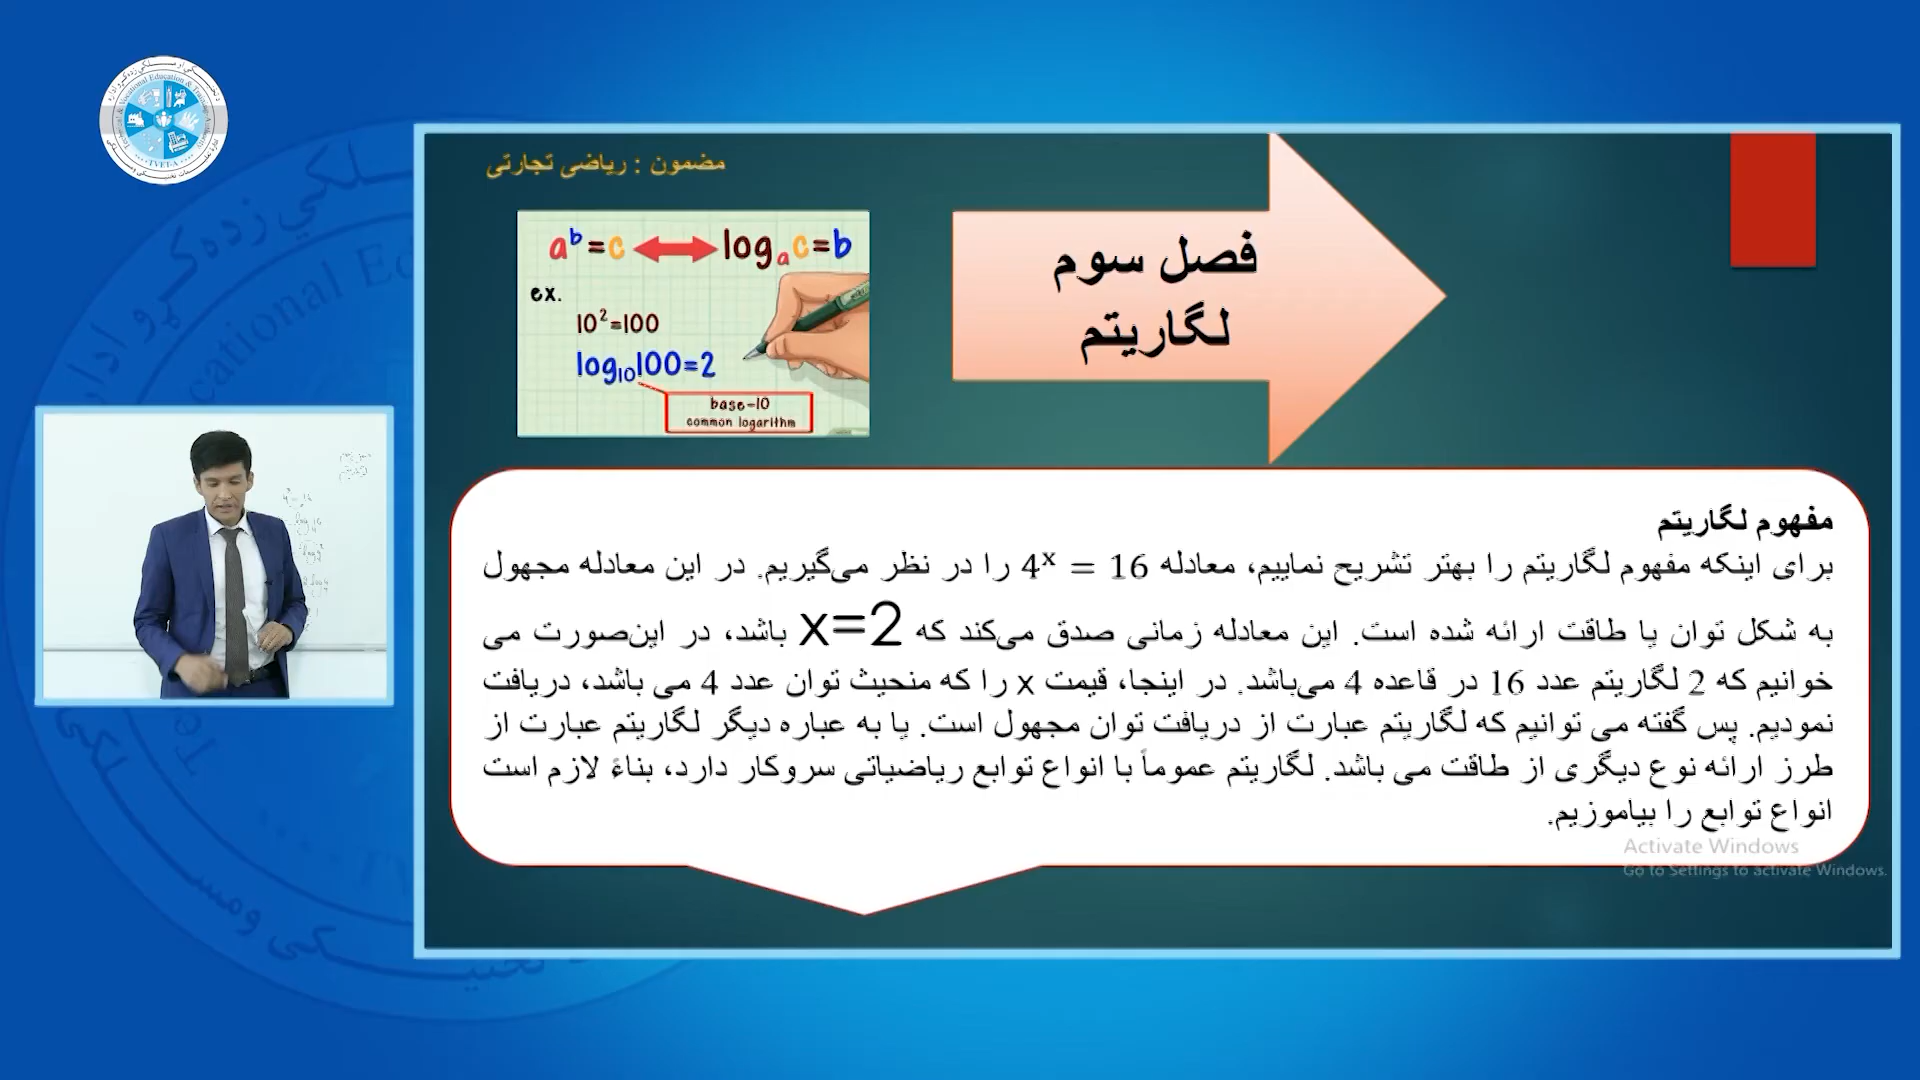 مضمون : ریاضی تجارتی
a^b = c ↔ log_a c = b
ex.
10²=100
log₁₀100=2
base-10
common logarithm
فصل سوم
لگاریتم
مفهوم لگاریتم
برای اینکه مفهوم لگاریتم را بهتر تشریح نماییم، معادله 4^x = 16 را در نظر می‌گیریم. در این معادله مجهول
به شکل توان یا طاقت ارائه شده است. این معادله زمانی صدق می‌کند که x=2 باشد، در این‌صورت می
خوانیم که 2 لگاریتم عدد 16 در قاعده 4 می‌باشد. در اینجا، قیمت x را که منحیث توان عدد 4 می باشد، دریافت
نمودیم. پس گفته می توانیم که لگاریتم عبارت از دریافت توان مجهول است. یا به عباره دیگر لگاریتم عبارت از
طرز ارائه نوع دیگری از طاقت می باشد. لگاریتم عموماً با انواع توابع ریاضیاتی سروکار دارد، بناءً لازم است
انواع توابع را بیاموزیم.
Activate Windows
Go to Settings to activate Windows.
Technical & Vocational Education & Training Authority
TVET-A